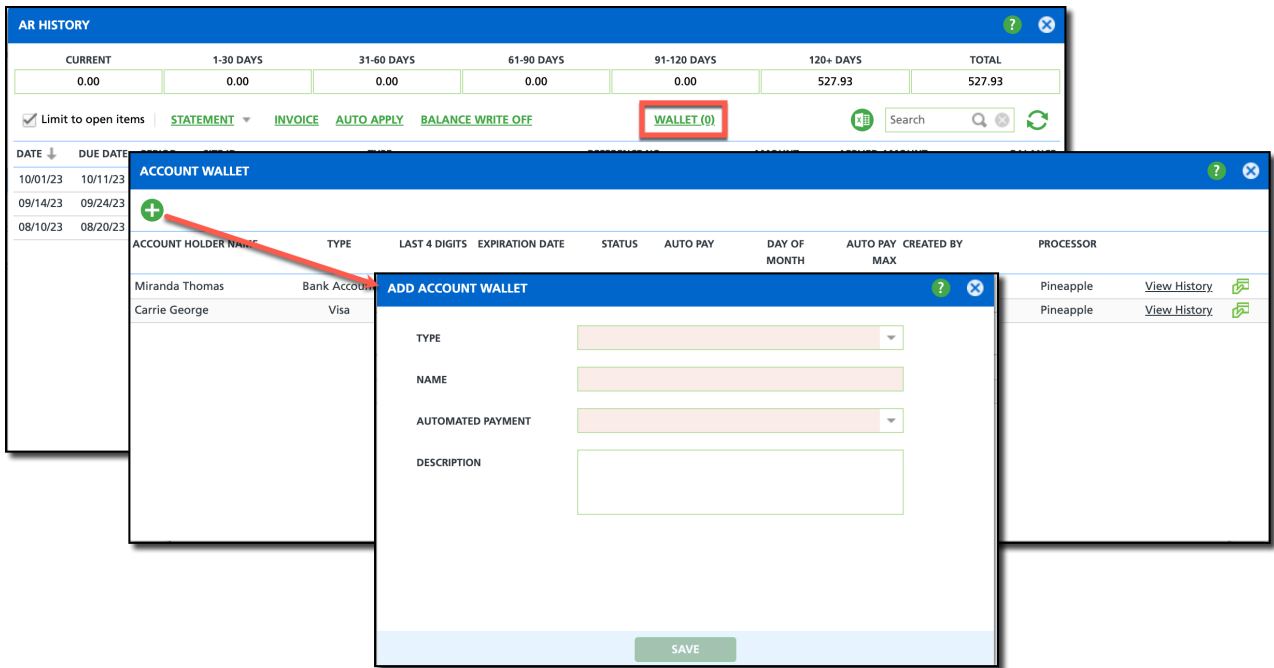 AR HISTORY
?
CURRENT 1-30 DAYS 31-60 DAYS 61-90 DAYS 91-120 DAYS 120+ DAYS TOTAL
0.00 0.00 0.00 0.00 0.00 527.93 527.93
Limit to open items STATEMENT INVOICE AUTO APPLY BALANCE WRITE OFF WALLET (0) Search
DATE DUE DATE
10/01/23 10/11/23
09/14/23 09/24/23
08/10/23 08/20/23
ACCOUNT WALLET
?
ACCOUNT HOLDER NAME TYPE LAST 4 DIGITS EXPIRATION DATE STATUS AUTO PAY DAY OF MONTH AUTO PAY MAX CREATED BY PROCESSOR
Miranda Thomas Bank Account Pineapple View History
Carrie George Visa Pineapple View History
ADD ACCOUNT WALLET
?
TYPE
NAME
AUTOMATED PAYMENT
DESCRIPTION
SAVE